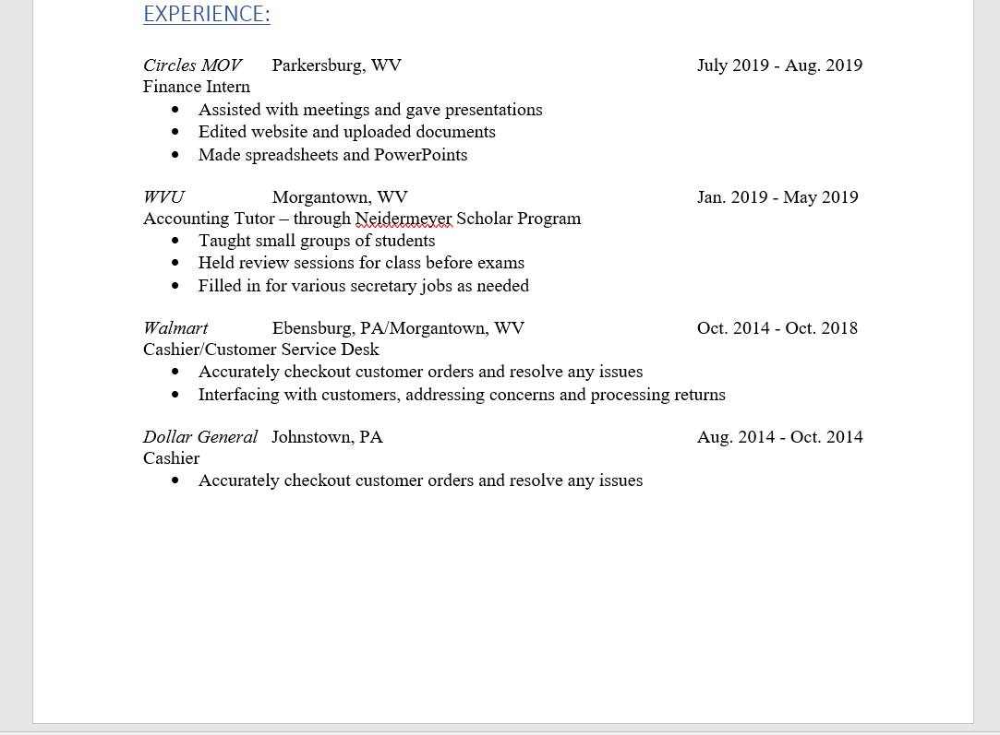 EXPERIENCE:
Circles MOV Parkersburg, WV July 2019 - Aug. 2019
Finance Intern
• Assisted with meetings and gave presentations
• Edited website and uploaded documents
• Made spreadsheets and PowerPoints
WVU Morgantown, WV Jan. 2019 - May 2019
Accounting Tutor – through Neidermeyer Scholar Program
• Taught small groups of students
• Held review sessions for class before exams
• Filled in for various secretary jobs as needed
Walmart Ebensburg, PA/Morgantown, WV Oct. 2014 - Oct. 2018
Cashier/Customer Service Desk
• Accurately checkout customer orders and resolve any issues
• Interfacing with customers, addressing concerns and processing returns
Dollar General Johnstown, PA Aug. 2014 - Oct. 2014
Cashier
• Accurately checkout customer orders and resolve any issues